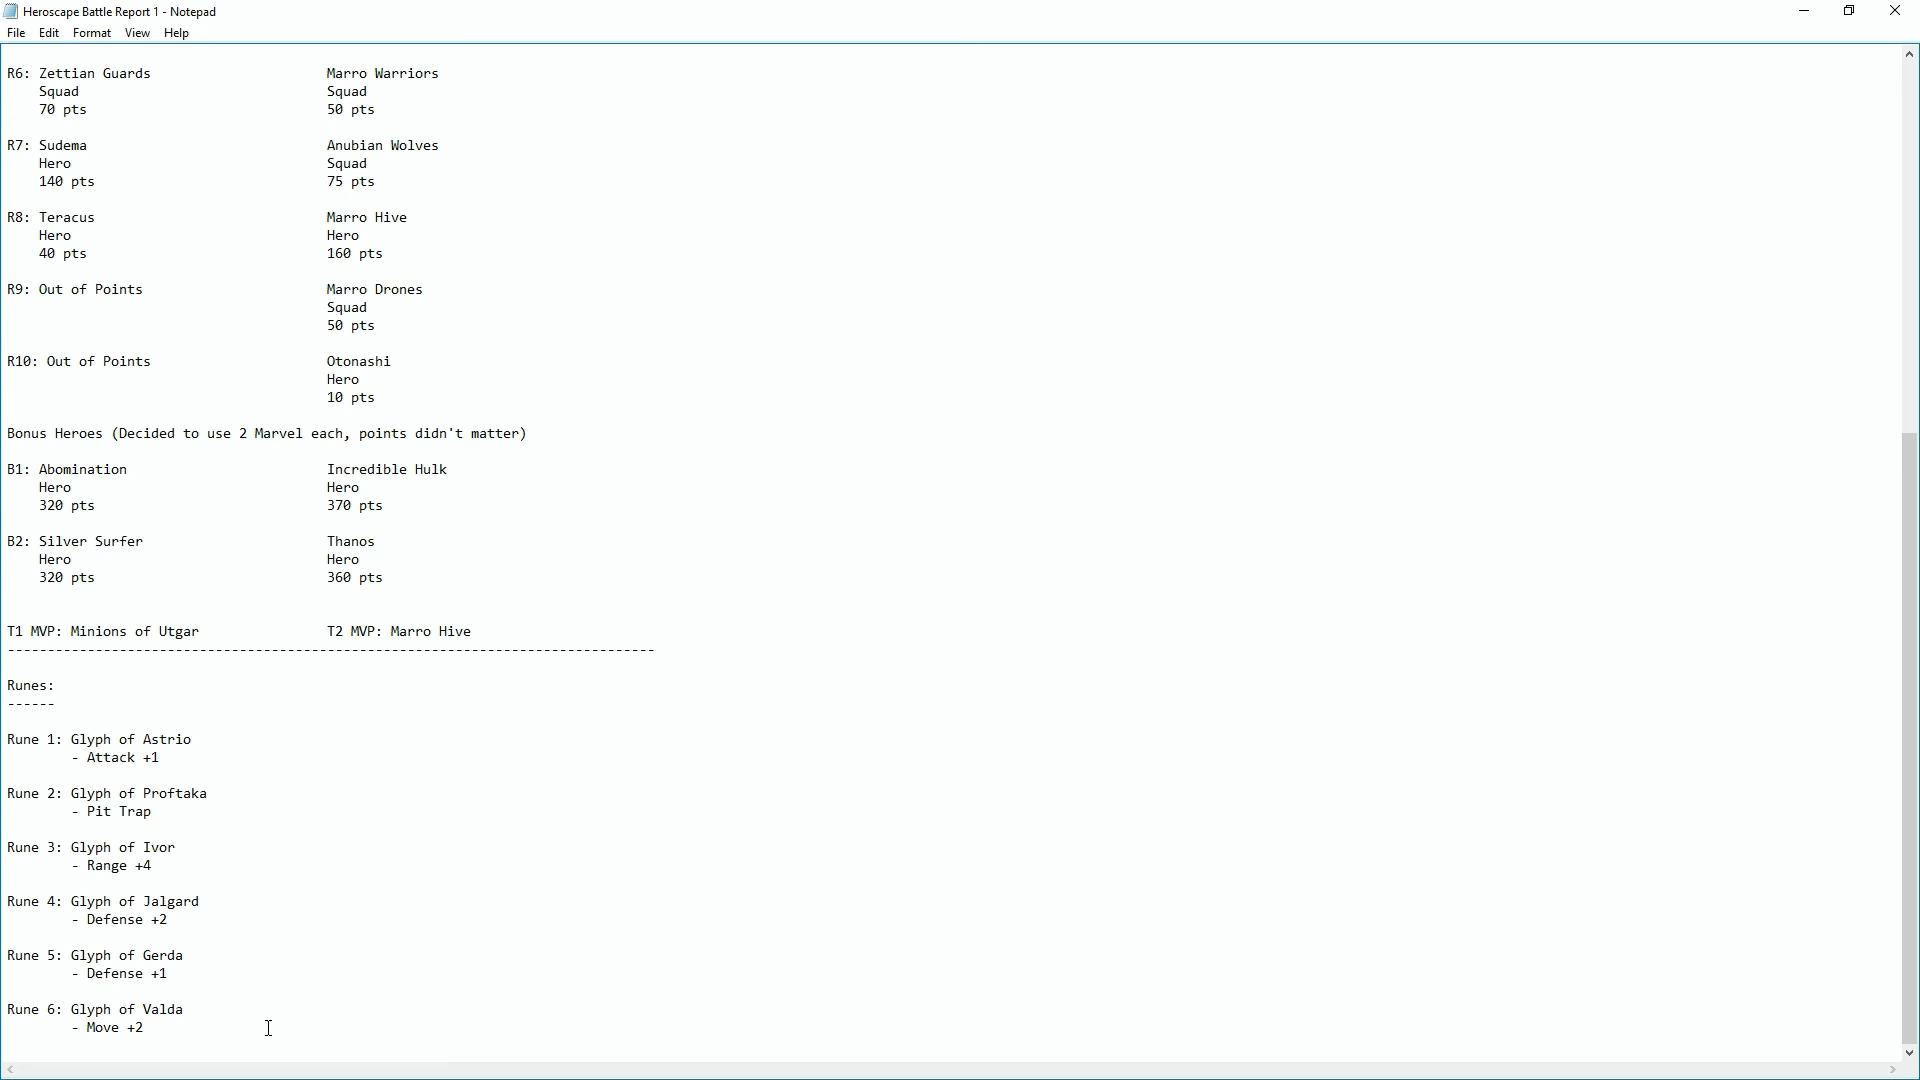 Heroscape Battle Report 1 - Notepad
File Edit Format View Help
R6: Zettian Guards Marro Warriors
Squad Squad
70 pts 50 pts
R7: Sudema Anubian Wolves
Hero Squad
140 pts 75 pts
R8: Teracus Marro Hive
Hero Hero
40 pts 160 pts
R9: Out of Points Marro Drones
Squad
50 pts
R10: Out of Points Otonashi
Hero
10 pts
Bonus Heroes (Decided to use 2 Marvel each, points didn't matter)
B1: Abomination Incredible Hulk
Hero Hero
320 pts 370 pts
B2: Silver Surfer Thanos
Hero Hero
320 pts 360 pts
T1 MVP: Minions of Utgar T2 MVP: Marro Hive
---------------------------------------------------------------------------------
Runes:
------
Rune 1: Glyph of Astrio
- Attack +1
Rune 2: Glyph of Proftaka
- Pit Trap
Rune 3: Glyph of Ivor
- Range +4
Rune 4: Glyph of Jalgard
- Defense +2
Rune 5: Glyph of Gerda
- Defense +1
Rune 6: Glyph of Valda
- Move +2